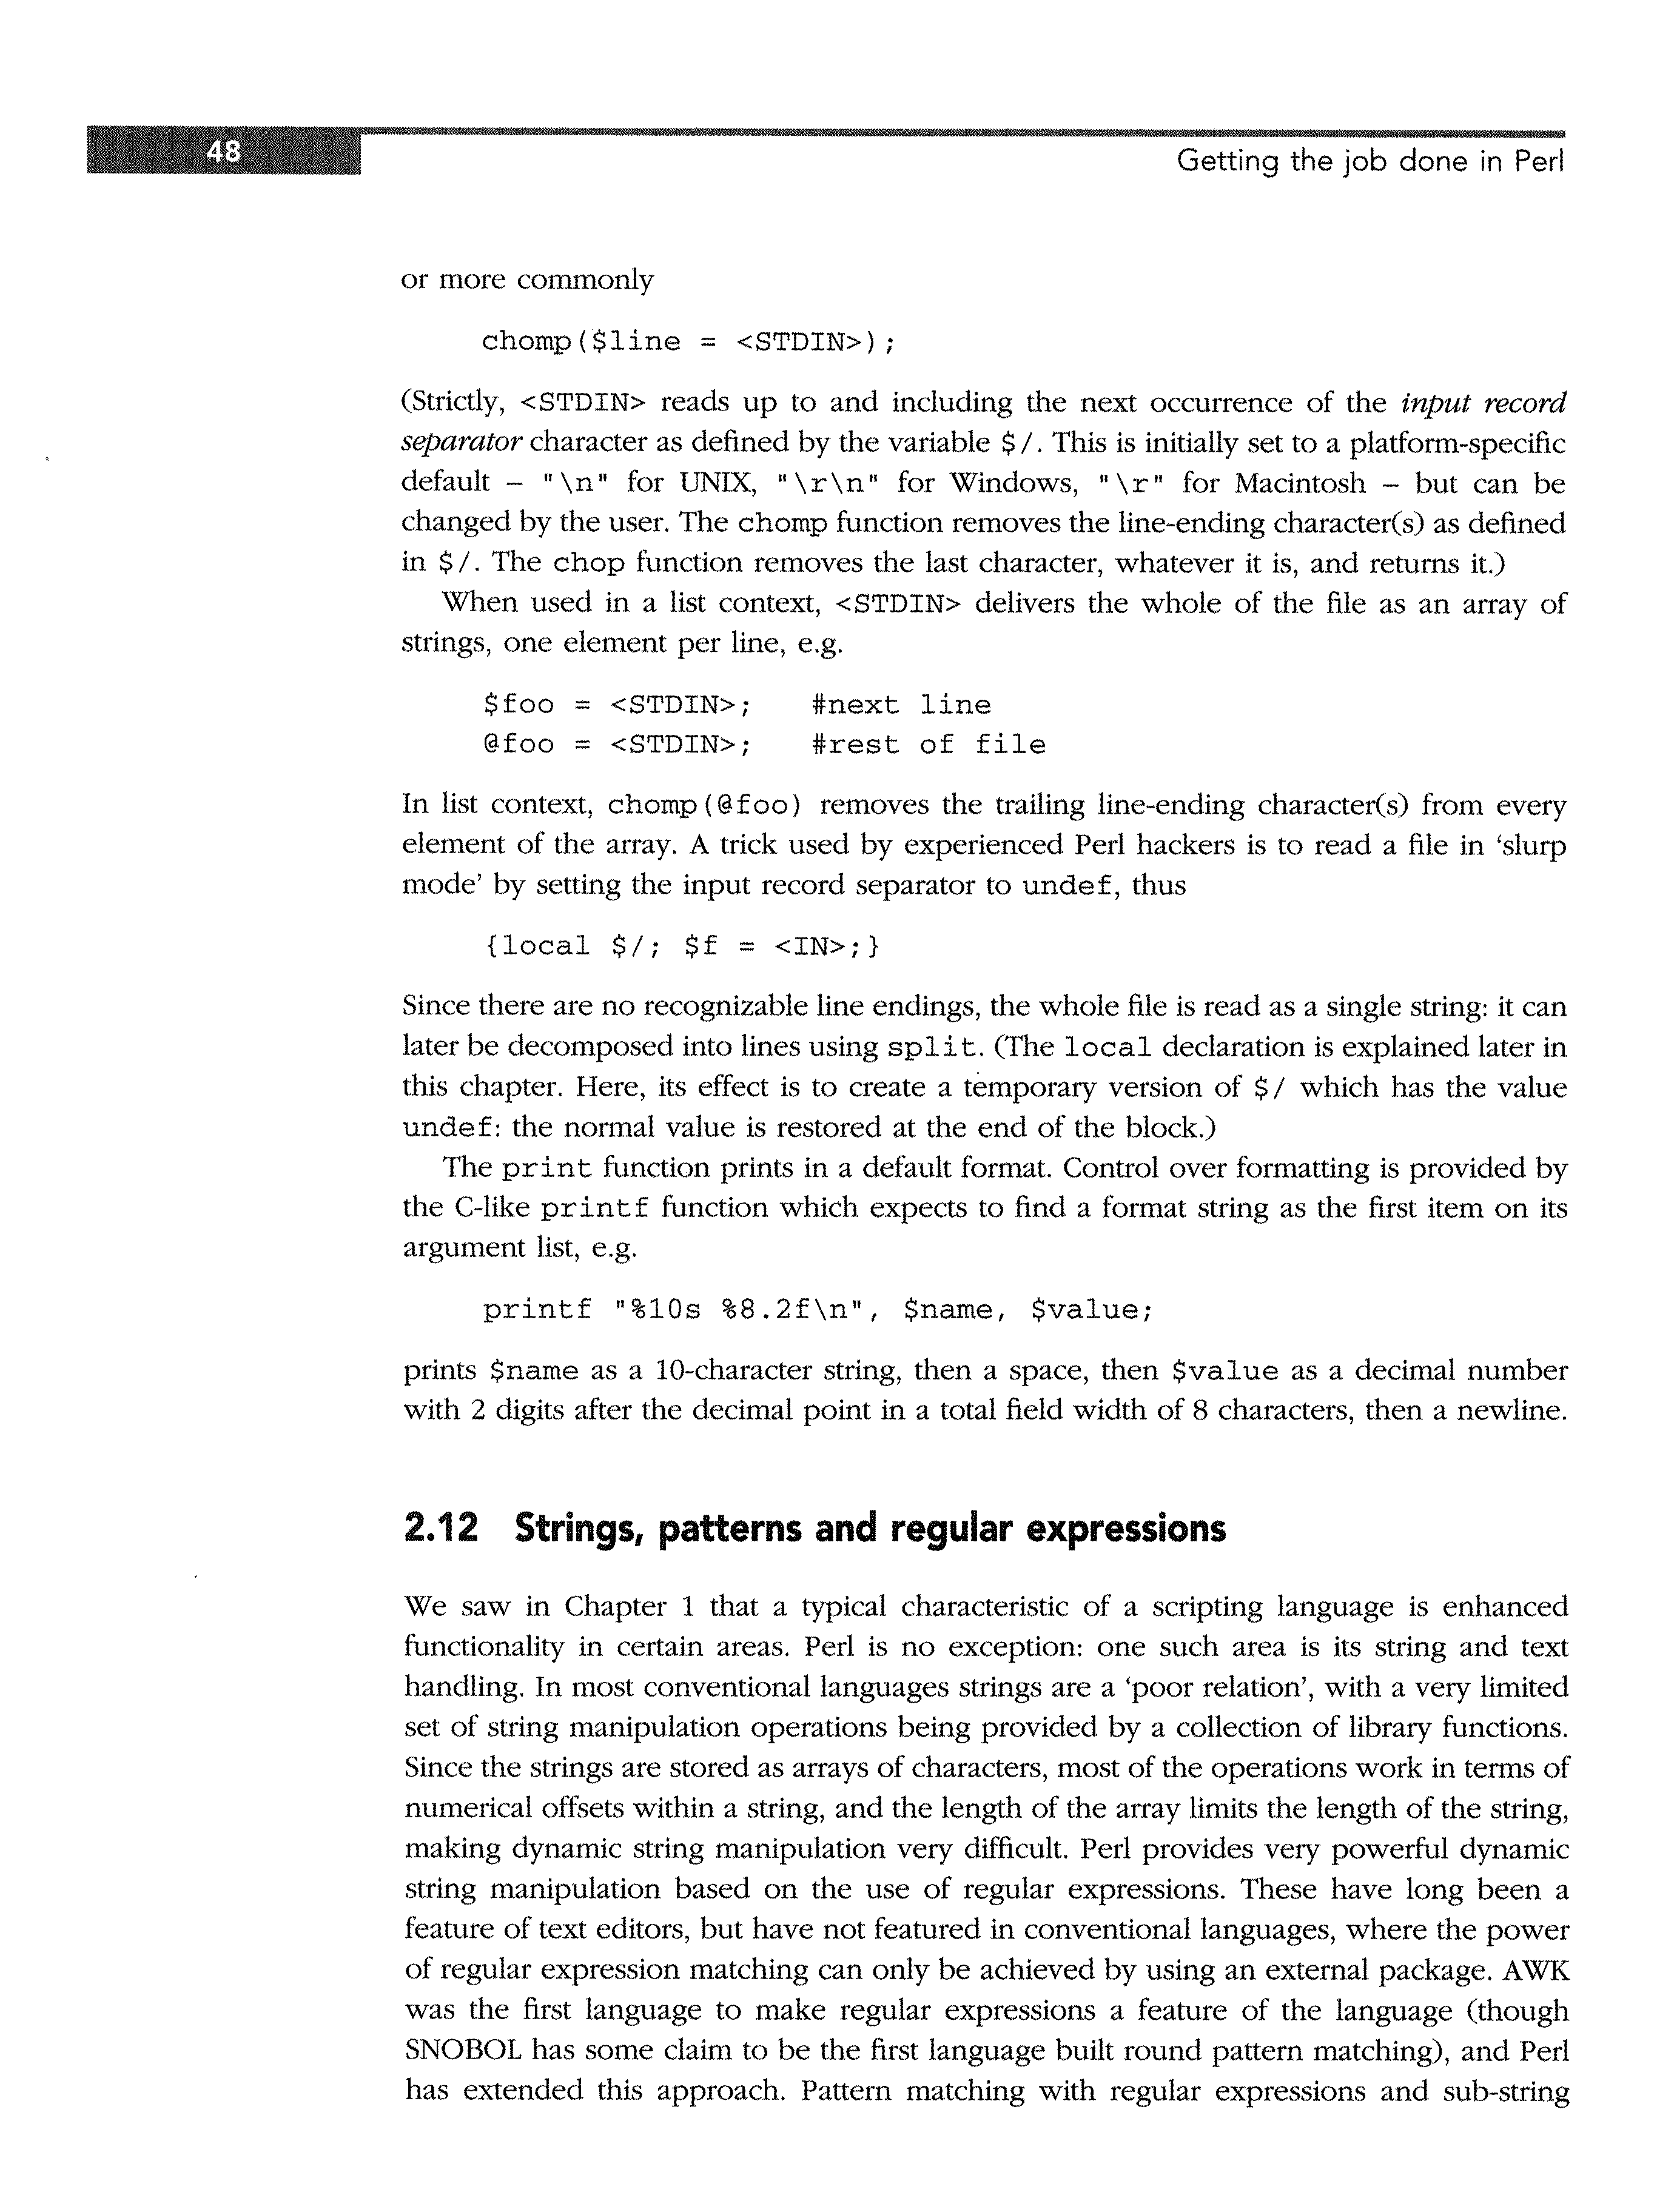 48
Getting the job done in Perl
or more commonly
chomp($line = <STDIN>);
(Strictly, <STDIN> reads up to and including the next occurrence of the input record
separator character as defined by the variable $/. This is initially set to a platform-specific
default – "\n" for UNIX, "\r\n" for Windows, "\r" for Macintosh – but can be
changed by the user. The chomp function removes the line-ending character(s) as defined
in $/. The chop function removes the last character, whatever it is, and returns it.)
When used in a list context, <STDIN> delivers the whole of the file as an array of
strings, one element per line, e.g.
$foo = <STDIN>; #next line
@foo = <STDIN>; #rest of file
In list context, chomp(@foo) removes the trailing line-ending character(s) from every
element of the array. A trick used by experienced Perl hackers is to read a file in ‘slurp
mode’ by setting the input record separator to undef, thus
{local $/; $f = <IN>;}
Since there are no recognizable line endings, the whole file is read as a single string: it can
later be decomposed into lines using split. (The local declaration is explained later in
this chapter. Here, its effect is to create a temporary version of $/ which has the value
undef: the normal value is restored at the end of the block.)
The print function prints in a default format. Control over formatting is provided by
the C-like printf function which expects to find a format string as the first item on its
argument list, e.g.
printf "%10s %8.2f\n", $name, $value;
prints $name as a 10-character string, then a space, then $value as a decimal number
with 2 digits after the decimal point in a total field width of 8 characters, then a newline.
2.12 Strings, patterns and regular expressions
We saw in Chapter 1 that a typical characteristic of a scripting language is enhanced
functionality in certain areas. Perl is no exception: one such area is its string and text
handling. In most conventional languages strings are a ‘poor relation’, with a very limited
set of string manipulation operations being provided by a collection of library functions.
Since the strings are stored as arrays of characters, most of the operations work in terms of
numerical offsets within a string, and the length of the array limits the length of the string,
making dynamic string manipulation very difficult. Perl provides very powerful dynamic
string manipulation based on the use of regular expressions. These have long been a
feature of text editors, but have not featured in conventional languages, where the power
of regular expression matching can only be achieved by using an external package. AWK
was the first language to make regular expressions a feature of the language (though
SNOBOL has some claim to be the first language built round pattern matching), and Perl
has extended this approach. Pattern matching with regular expressions and sub-string